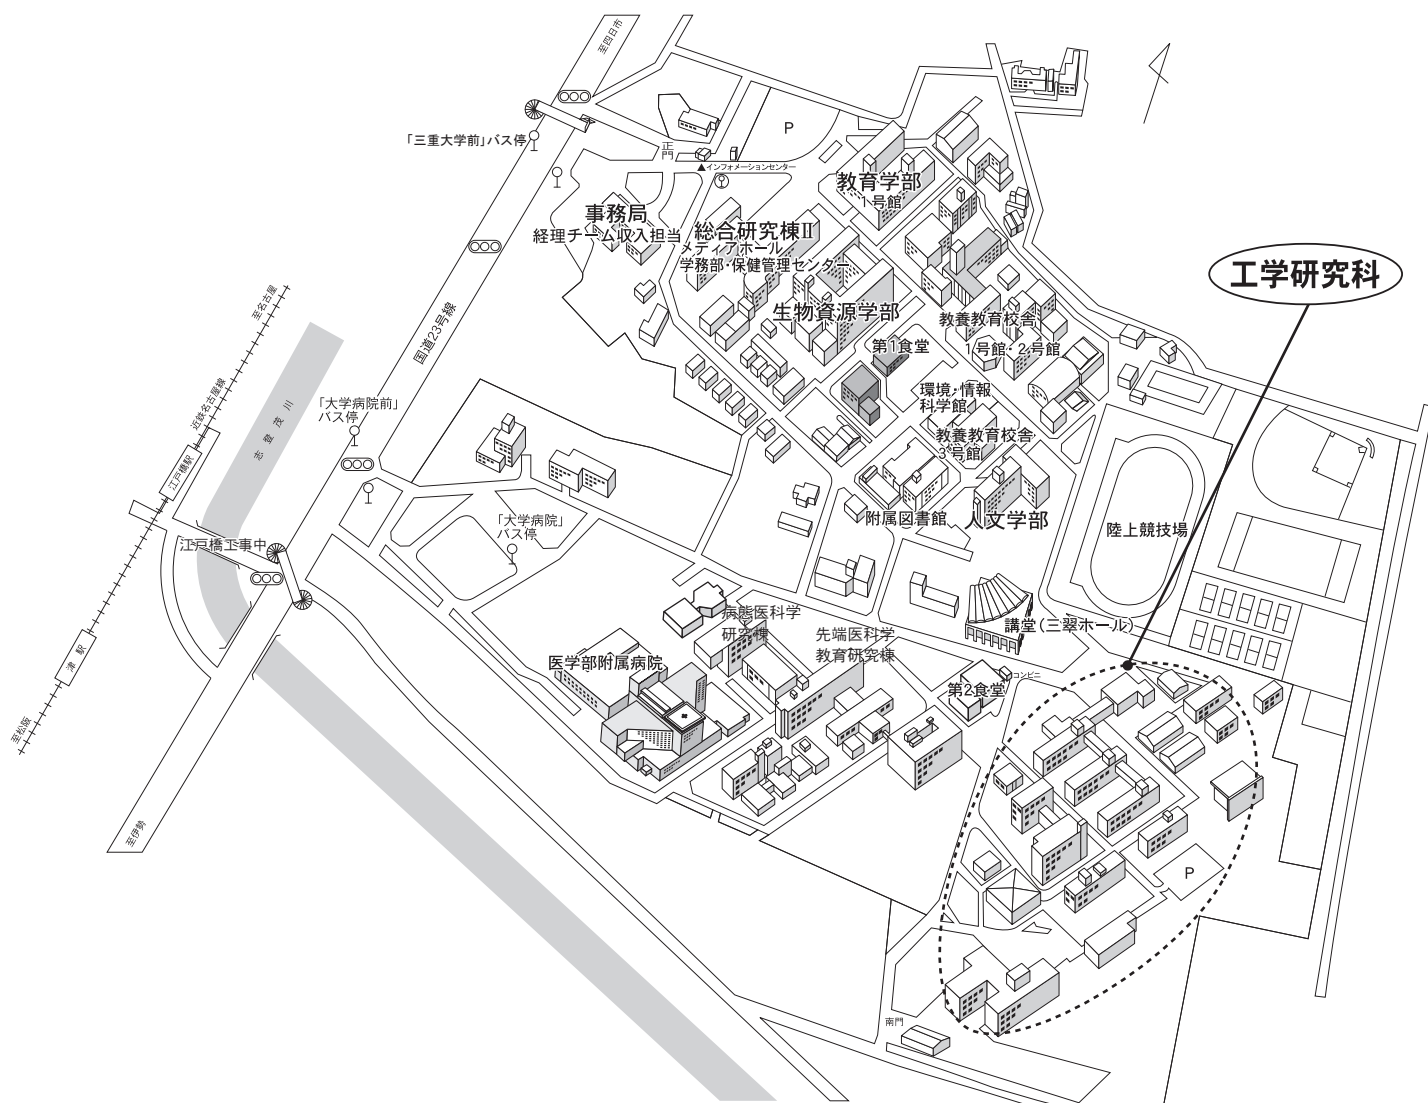 至四日市
「三重大学前」バス停
正門
▲インフォメーションセンター
P
教育学部
1号館
事務局
経理チーム収入担当
総合研究棟Ⅱ
メディアホール
学務部・保健管理センター
生物資源学部
第1食堂
教養教育校舎
1号館・2号館
工学研究科
環境・情報
科学館
教養教育校舎
3号館
附属図書館
人文学部
陸上競技場
至名古屋
近鉄名古屋線
国道23号線
志登茂川
「大学病院前」
バス停
江戸橋駅
「大学病院」
バス停
江戸橋工事中
津駅
至松阪
至伊勢
病態医科学
研究棟
先端医科学
教育研究棟
医学部附属病院
講堂(三翠ホール)
コンビニ
第2食堂
P
南門